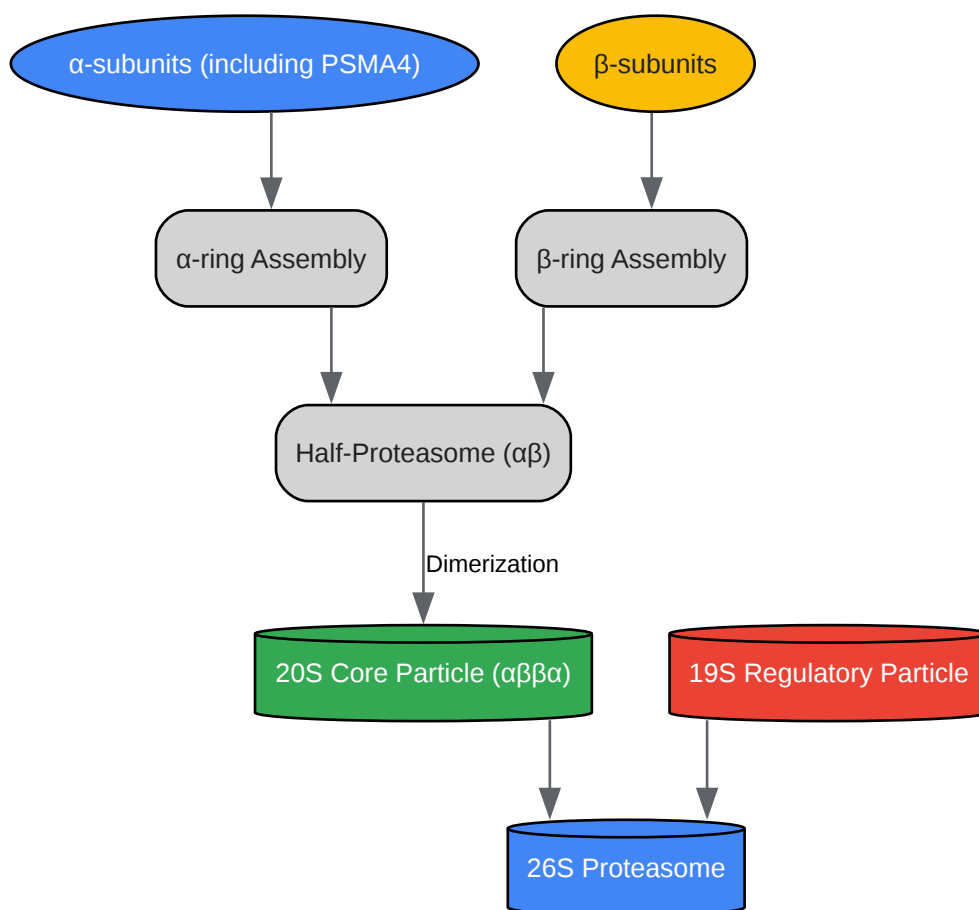 α-subunits (including PSMA4)
β-subunits
α-ring Assembly
β-ring Assembly
Half-Proteasome (αβ)
Dimerization
20S Core Particle (αββα)
19S Regulatory Particle
26S Proteasome